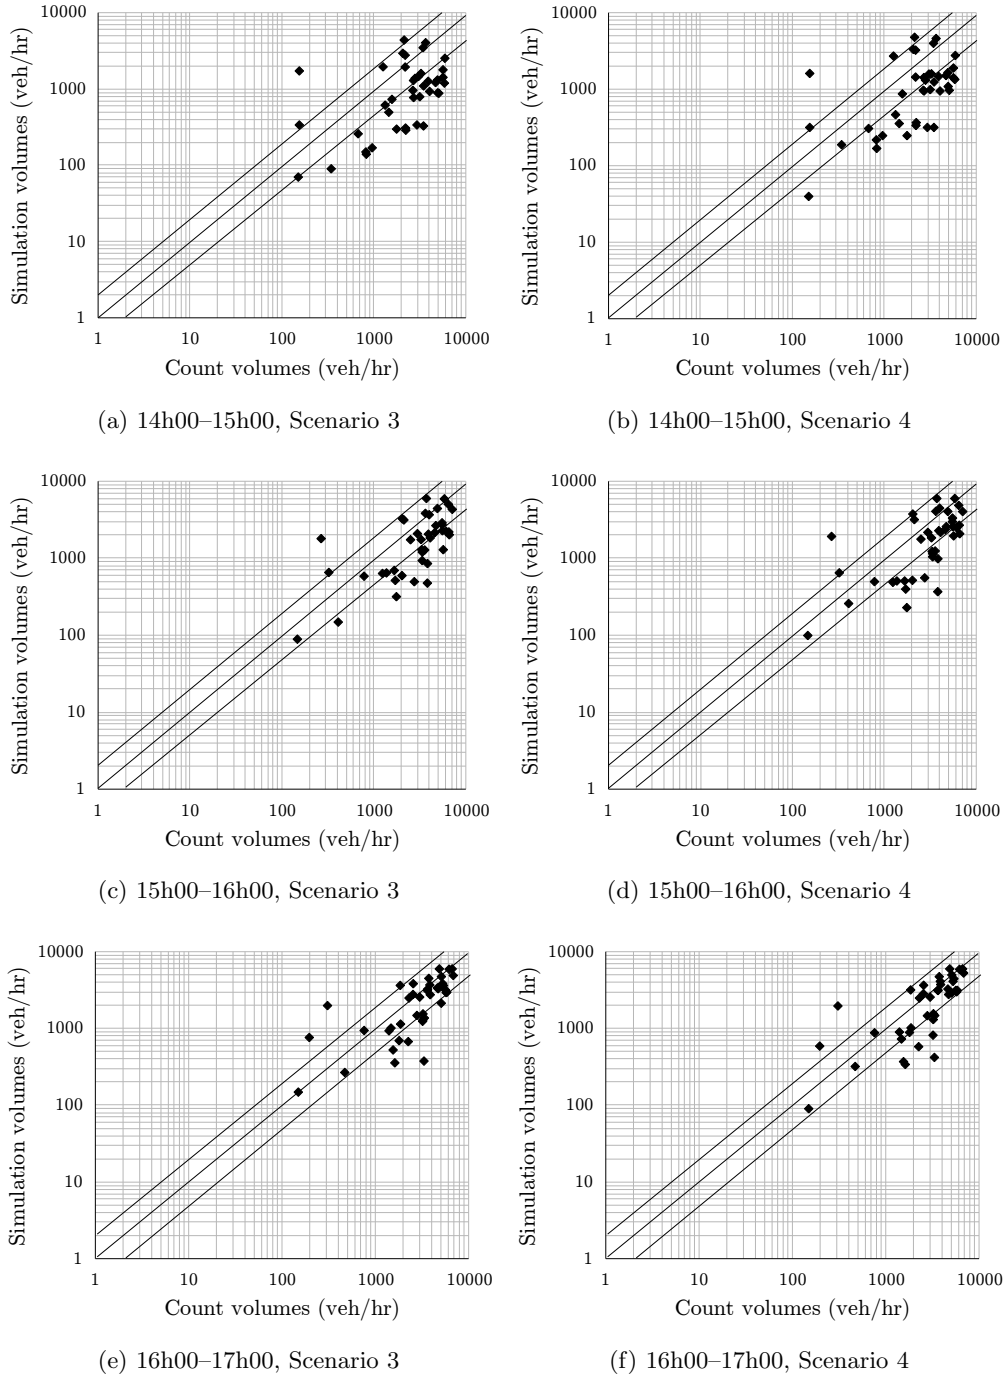 10000
1000
100
10
1
1 10 100 1000 10000
Simulation volumes (veh/hr)
Count volumes (veh/hr)
(a) 14h00–15h00, Scenario 3
10000
1000
100
10
1
1 10 100 1000 10000
Simulation volumes (veh/hr)
Count volumes (veh/hr)
(b) 14h00–15h00, Scenario 4
10000
1000
100
10
1
1 10 100 1000 10000
Simulation volumes (veh/hr)
Count volumes (veh/hr)
(c) 15h00–16h00, Scenario 3
10000
1000
100
10
1
1 10 100 1000 10000
Simulation volumes (veh/hr)
Count volumes (veh/hr)
(d) 15h00–16h00, Scenario 4
10000
1000
100
10
1
1 10 100 1000 10000
Simulation volumes (veh/hr)
Count volumes (veh/hr)
(e) 16h00–17h00, Scenario 3
10000
1000
100
10
1
1 10 100 1000 10000
Simulation volumes (veh/hr)
Count volumes (veh/hr)
(f) 16h00–17h00, Scenario 4